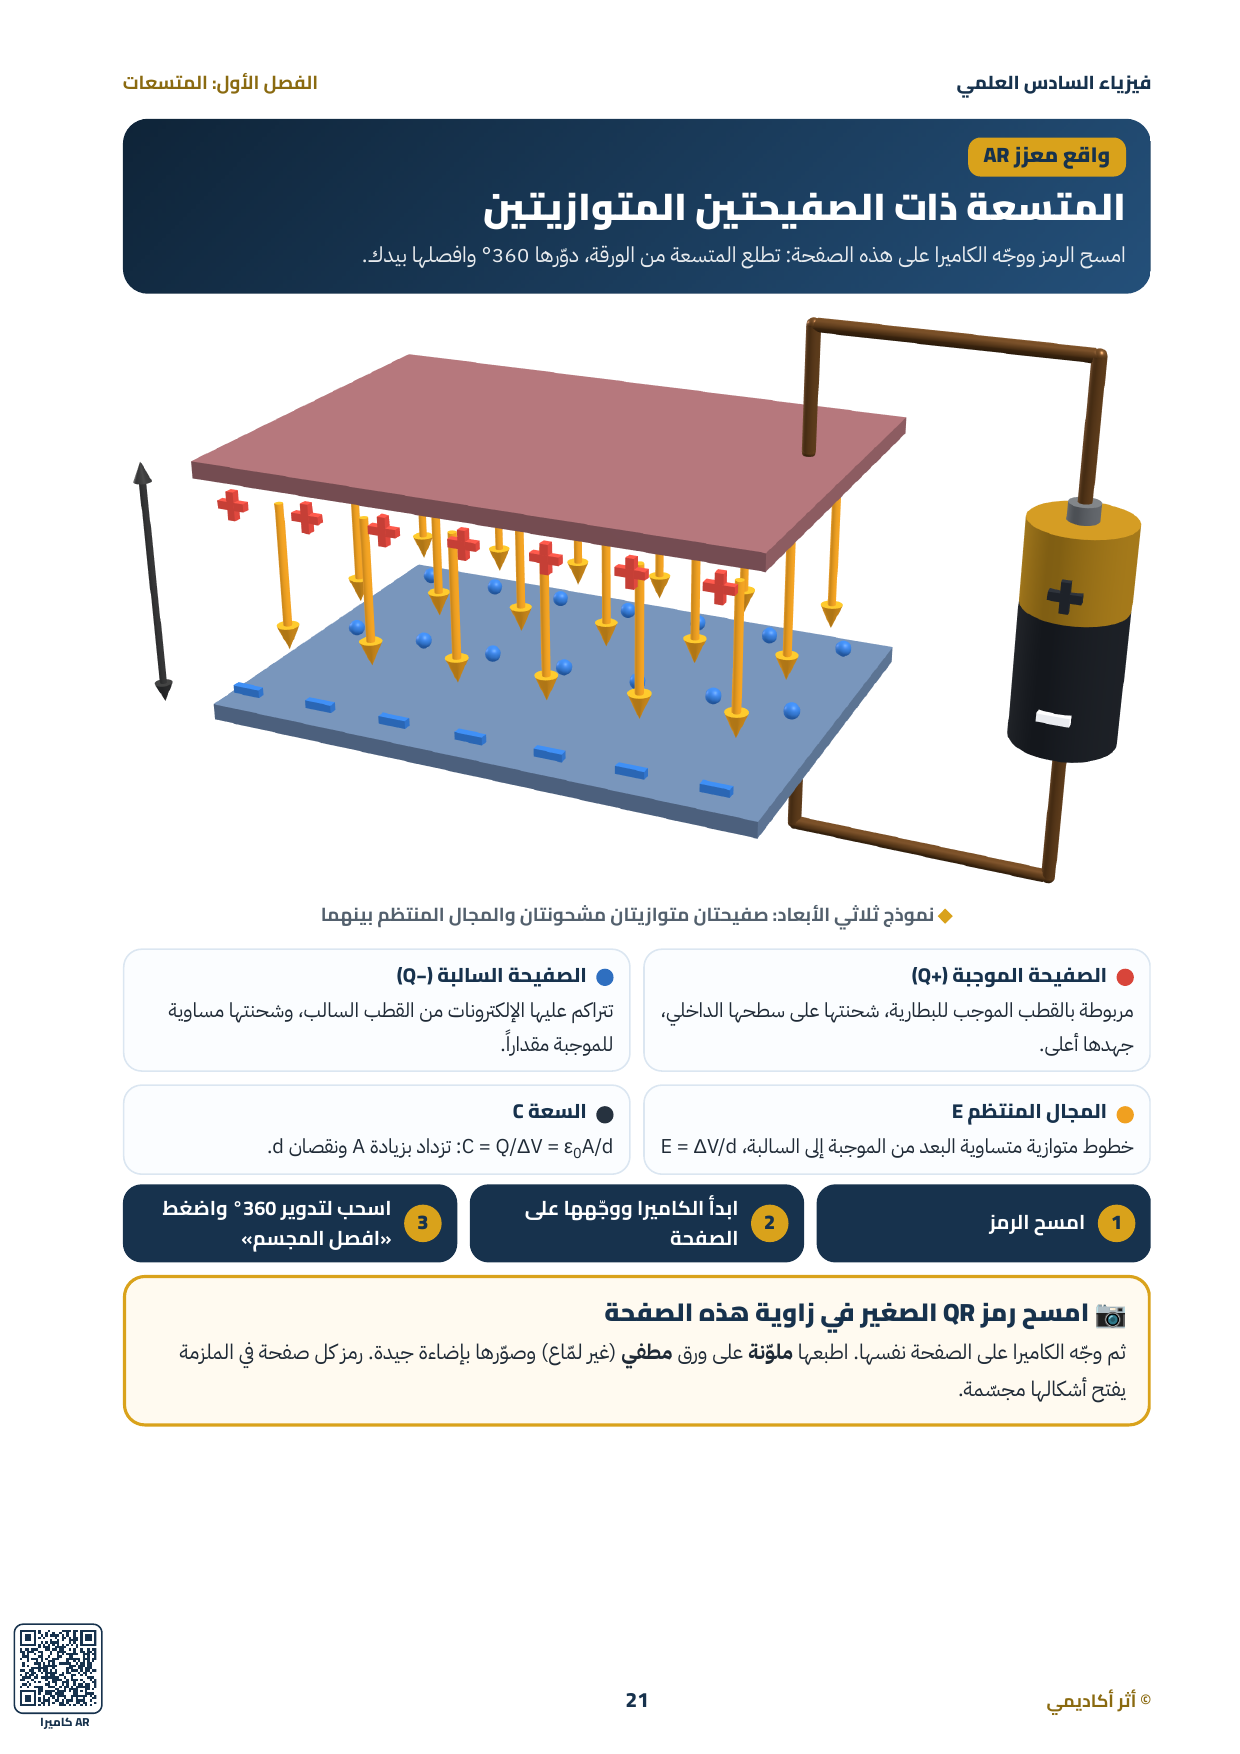 فيزياء السادس العلمي
الفصل الأول: المتسعات
واقع معزز AR
المتسعة ذات الصفيحتين المتوازيتين
امسح الرمز ووجّه الكاميرا على هذه الصفحة: تطلع المتسعة من الورقة، دوّرها 360° وافصلها بيدك.
نموذج ثلاثي الأبعاد: صفيحتان متوازيتان مشحونتان والمجال المنتظم بينهما
الصفيحة الموجبة (+Q)
مربوطة بالقطب الموجب للبطارية، شحنتها على سطحها الداخلي،
جهدها أعلى.
الصفيحة السالبة (−Q)
تتراكم عليها الإلكترونات من القطب السالب، وشحنتها مساوية
للموجبة مقداراً.
المجال المنتظم E
خطوط متوازية متساوية البعد من الموجبة إلى السالبة، E = ΔV/d
السعة C
C = Q/ΔV = ε₀A/d: تزداد بزيادة A ونقصان d.
1 امسح الرمز
2 ابدأ الكاميرا ووجّهها على
الصفحة
3 اسحب لتدوير 360° واضغط
«افصل المجسم»
📷 امسح رمز QR الصغير في زاوية هذه الصفحة
ثم وجّه الكاميرا على الصفحة نفسها. اطبعها ملوّنة على ورق مطفي (غير لمّاع) وصوّرها بإضاءة جيدة. رمز كل صفحة في الملزمة
يفتح أشكالها مجسّمة.
© أثر أكاديمي
21
AR كاميرا